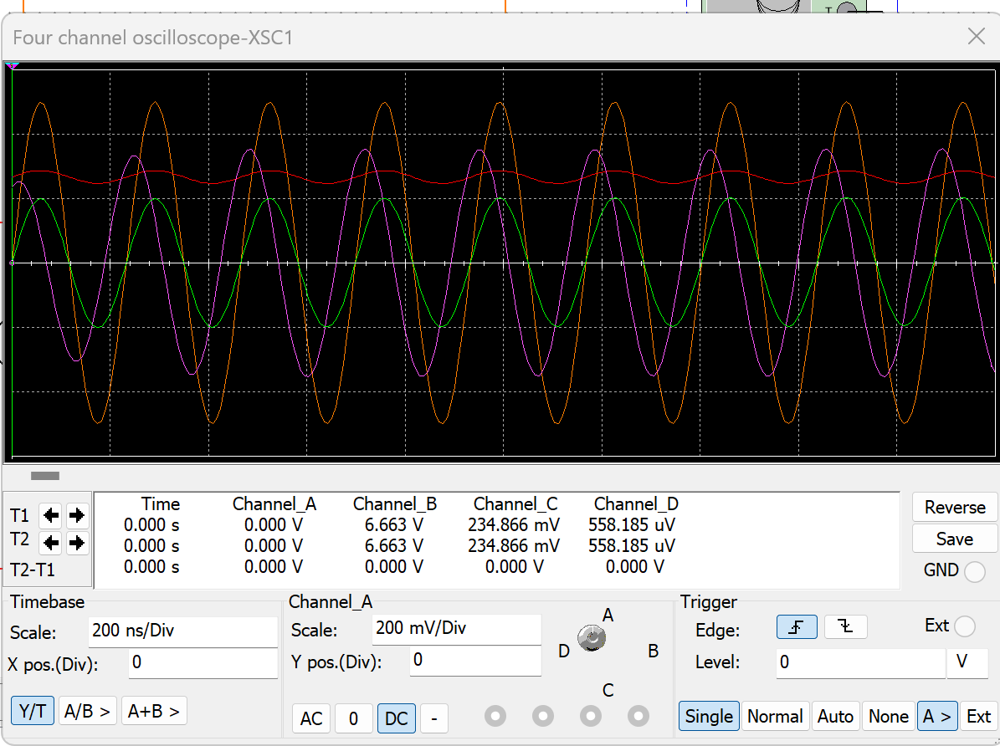 T
Four channel oscilloscope-XSC1
Time Channel_A Channel_B Channel_C Channel_D
T1 0.000 s 0.000 V 6.663 V 234.866 mV 558.185 uV
T2 0.000 s 0.000 V 6.663 V 234.866 mV 558.185 uV
T2-T1 0.000 s 0.000 V 0.000 V 0.000 V 0.000 V
Reverse
Save
GND
Timebase
Scale: 200 ns/Div
X pos.(Div): 0
Y/T A/B > A+B >
Channel_A
Scale: 200 mV/Div
Y pos.(Div): 0
AC 0 DC -
A
D B
C
Trigger
Edge: Ext
Level: 0 V
Single Normal Auto None A > Ext